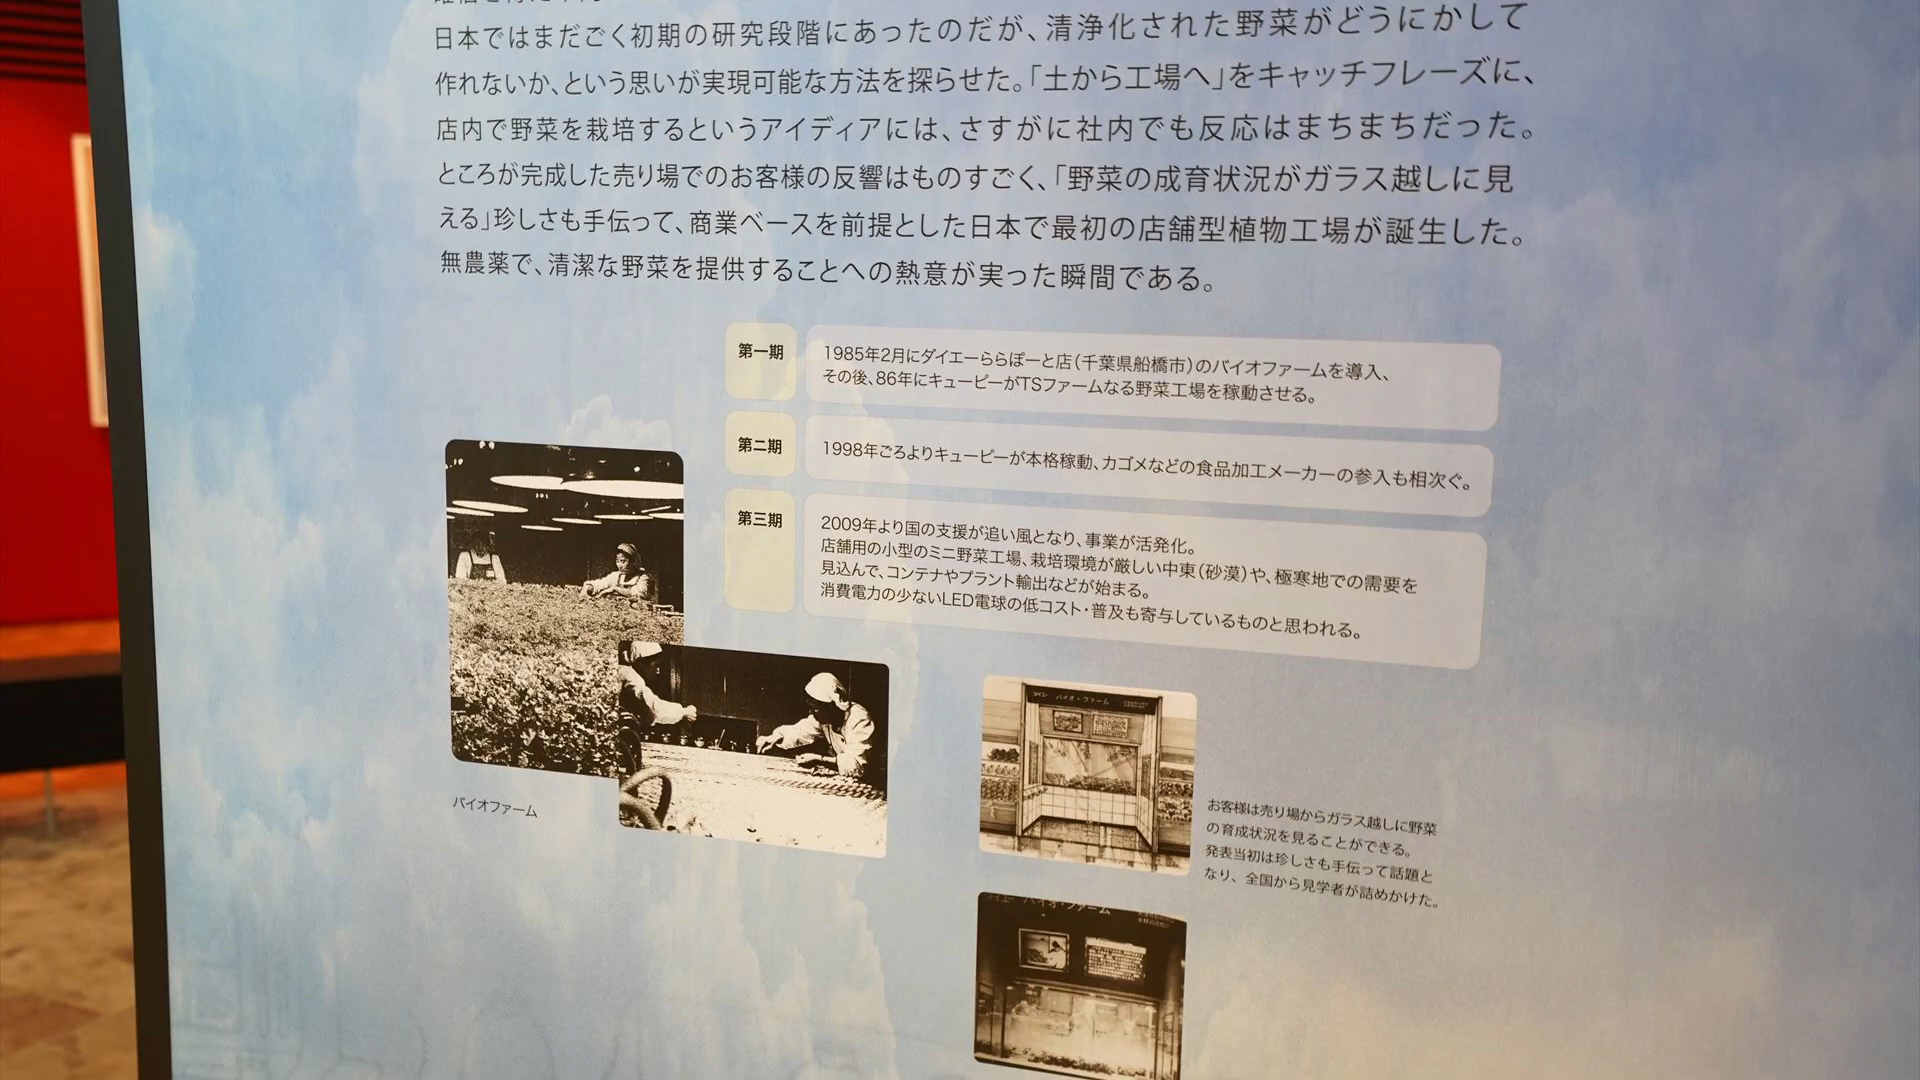 日本ではまだごく初期の研究段階にあったのだが、清浄化された野菜がどうにかして
作れないか、という思いが実現可能な方法を探らせた。「土から工場へ」をキャッチフレーズに、
店内で野菜を栽培するというアイディアには、さすがに社内でも反応はまちまちだった。
ところが完成した売り場でのお客様の反響はものすごく、「野菜の成育状況がガラス越しに見
える」珍しさも手伝って、商業ベースを前提とした日本で最初の店舗型植物工場が誕生した。
無農薬で、清潔な野菜を提供することへの熱意が実った瞬間である。
第一期
1985年2月にダイエーららぽーと店(千葉県船橋市)のバイオファームを導入、
その後、86年にキューピーがTSファームなる野菜工場を稼動させる。
第二期
1998年ごろよりキューピーが本格稼動、カゴメなどの食品加工メーカーの参入も相次ぐ。
第三期
2009年より国の支援が追い風となり、事業が活発化。
店舗用の小型のミニ野菜工場、栽培環境が厳しい中東(砂漠)や、極寒地での需要を
見込んで、コンテナやプラント輸出などが始まる。
消費電力の少ないLED電球の低コスト・普及も寄与しているものと思われる。
バイオファーム
バイオ・ファーム
お客様は売り場からガラス越しに野菜
の育成状況を見ることができる。
発表当初は珍しさも手伝って話題と
なり、全国から見学者が詰めかけた。
バイオ・ファーム